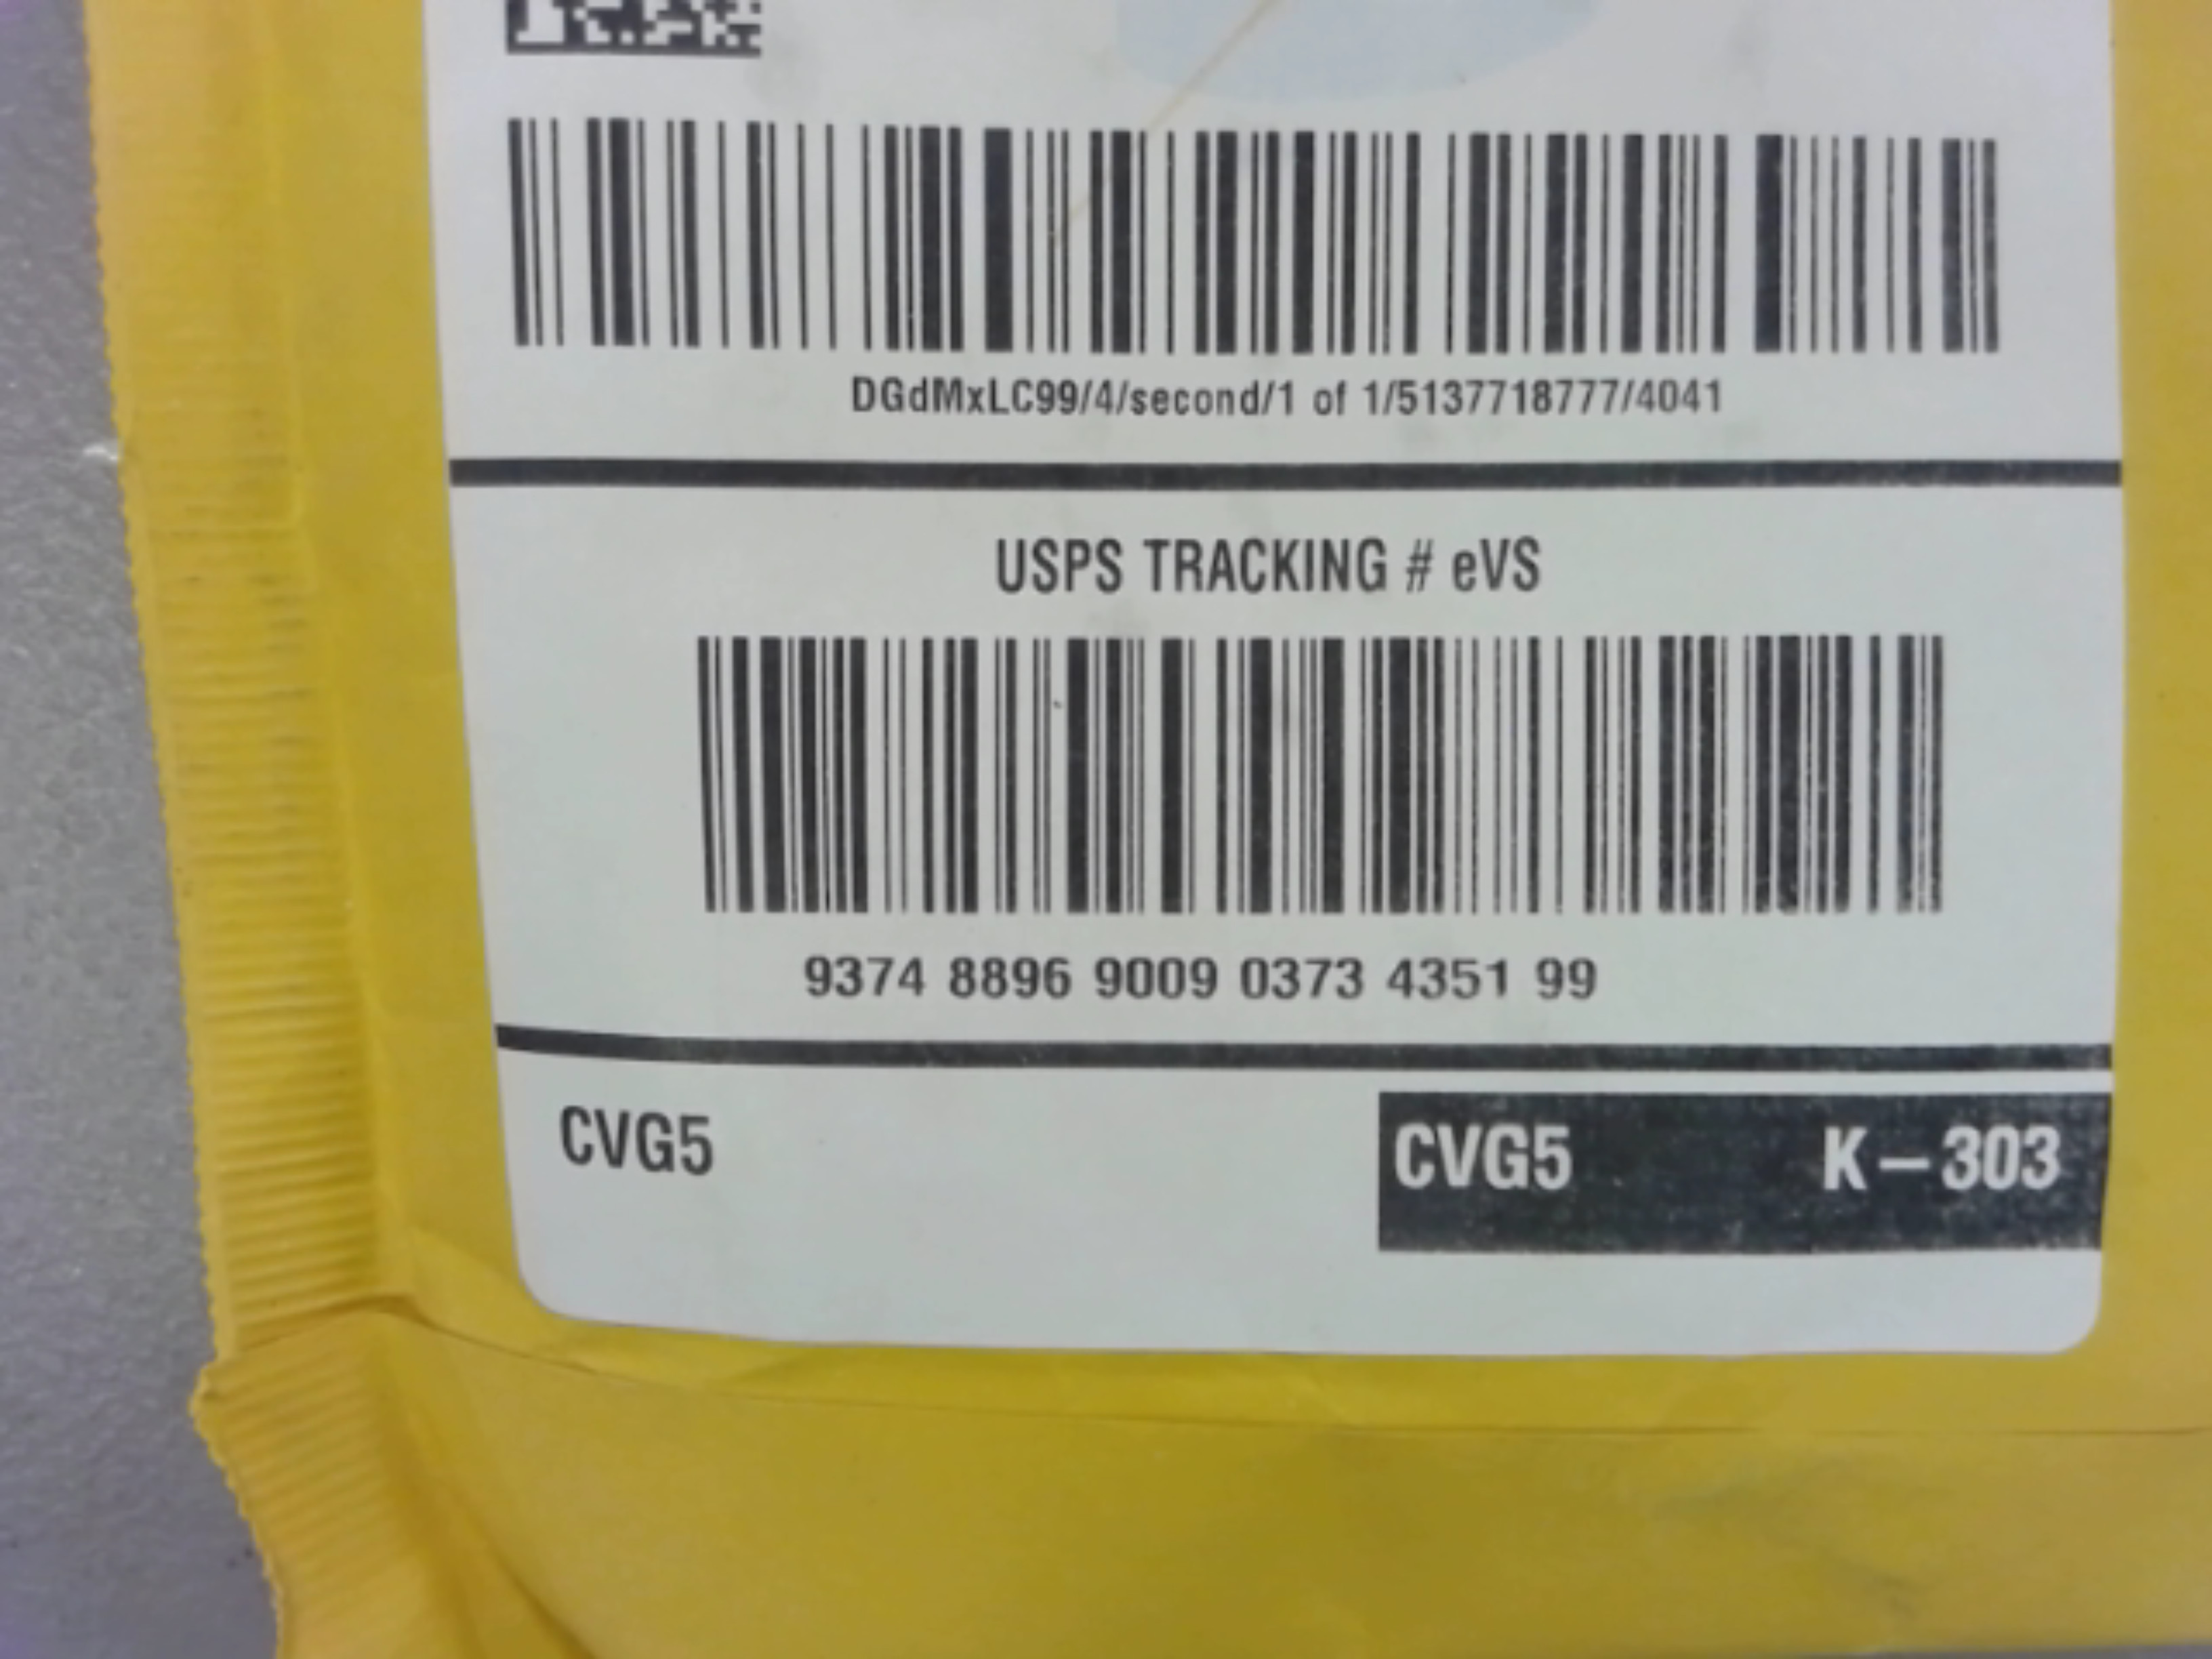 DGdMxLC99/4/second/1 of 1/5137718777/4041
USPS TRACKING # eVS
9374 8896 9009 0373 4351 99
CVG5
CVG5 K-303